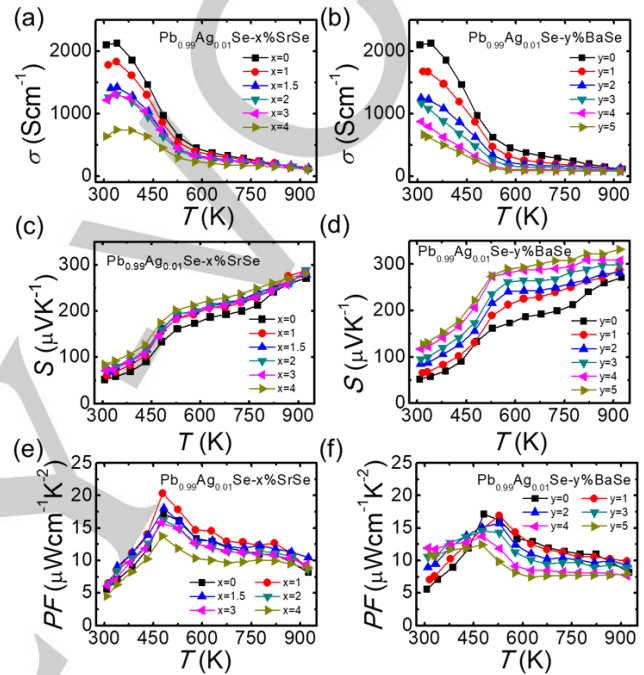 (a)
Pb0.99Ag0.01Se-x%SrSe
x=0
x=1
x=1.5
x=2
x=3
x=4
2000
1000
0
σ (Scm⁻¹)
300 450 600 750 900
T (K)
(b)
Pb0.99Ag0.01Se-y%BaSe
y=0
y=1
y=2
y=3
y=4
y=5
2000
1000
0
σ (Scm⁻¹)
300 450 600 750 900
T (K)
(c)
Pb0.99Ag0.01Se-x%SrSe
x=0
x=1
x=1.5
x=2
x=3
x=4
300
200
100
0
S (μVK⁻¹)
300 450 600 750 900
T (K)
(d)
Pb0.99Ag0.01Se-y%BaSe
y=0
y=1
y=2
y=3
y=4
y=5
300
200
100
0
S (μVK⁻¹)
300 450 600 750 900
T (K)
(e)
Pb0.99Ag0.01Se-x%SrSe
x=0 x=1
x=1.5 x=2
x=3 x=4
25
20
15
10
5
0
PF (μWcm⁻¹K⁻²)
300 450 600 750 900
T (K)
(f)
Pb0.99Ag0.01Se-y%BaSe
y=0 y=1
y=2 y=3
y=4 y=5
25
20
15
10
5
0
PF (μWcm⁻¹K⁻²)
300 450 600 750 900
T (K)